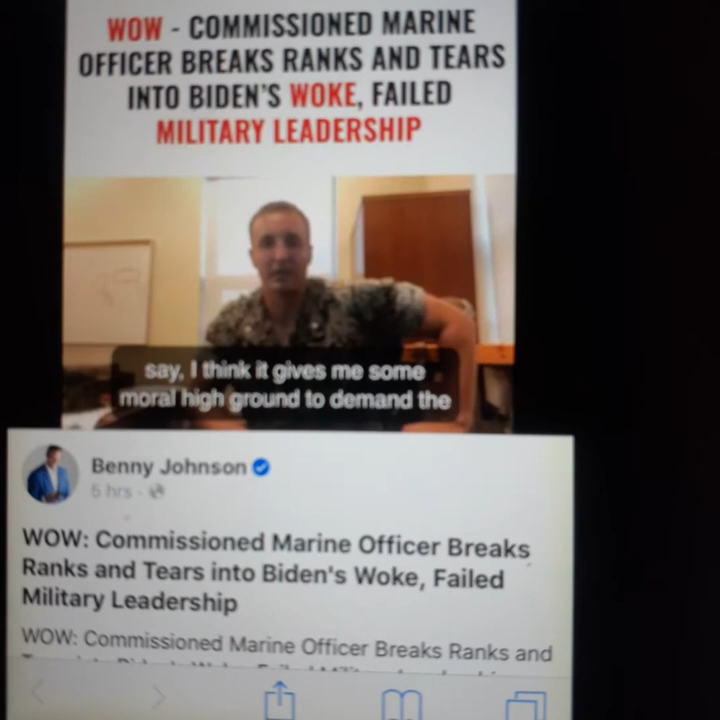 WOW - COMMISSIONED MARINE
OFFICER BREAKS RANKS AND TEARS
INTO BIDEN'S WOKE, FAILED
MILITARY LEADERSHIP
say, I think it gives me some
moral high ground to demand the
Benny Johnson
5 hrs ·
WOW: Commissioned Marine Officer Breaks
Ranks and Tears into Biden's Woke, Failed
Military Leadership
WOW: Commissioned Marine Officer Breaks Ranks and